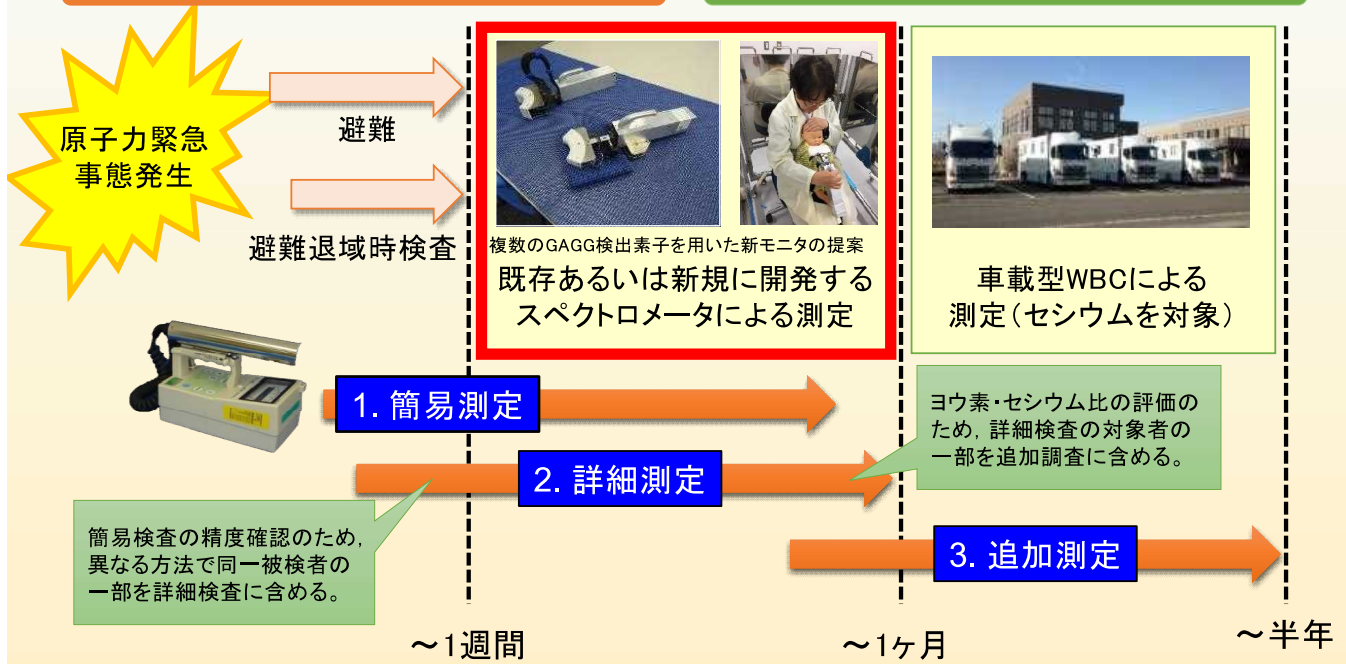 原子力緊急
事態発生
避難
避難退域時検査
複数のGAGG検出素子を用いた新モニタの提案
既存あるいは新規に開発する
スペクトロメータによる測定
車載型WBCによる
測定(セシウムを対象)
1. 簡易測定
ヨウ素・セシウム比の評価の
ため, 詳細検査の対象者の
一部を追加調査に含める。
2. 詳細測定
簡易検査の精度確認のため,
異なる方法で同一被検者の
一部を詳細検査に含める。
3. 追加測定
～1週間
～1ヶ月
～半年